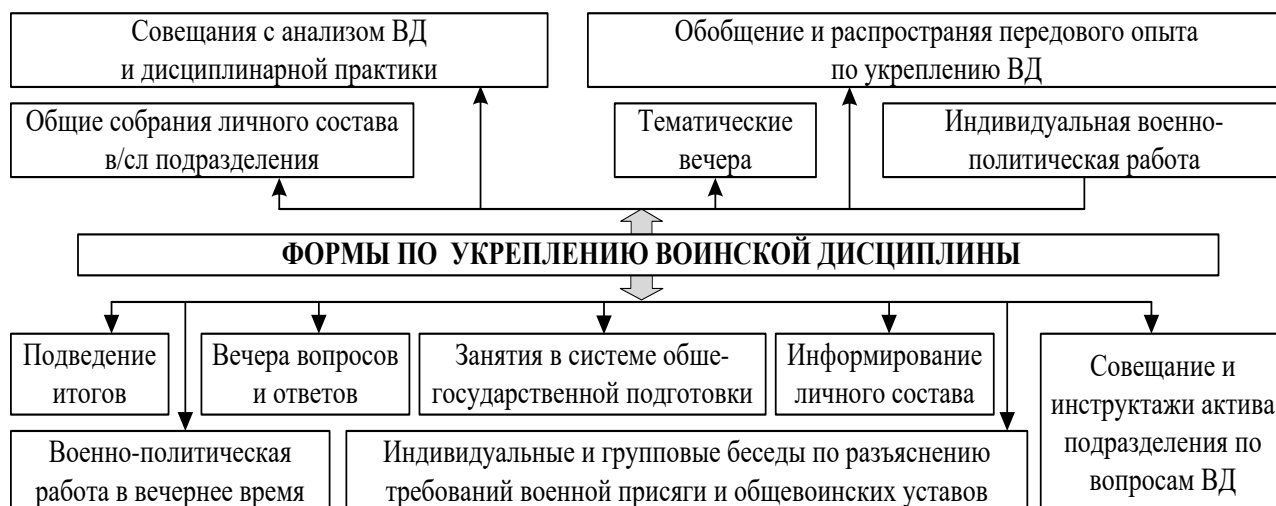 Совещания с анализом ВД
и дисциплинарной практики
Обобщение и распространяя передового опыта
по укреплению ВД
Общие собрания личного состава
в/сл подразделения
Тематические
вечера
Индивидуальная военно-
политическая работа
ФОРМЫ ПО УКРЕПЛЕНИЮ ВОИНСКОЙ ДИСЦИПЛИНЫ
Подведение
итогов
Вечера вопросов
и ответов
Занятия в системе обше-
государственной подготовки
Информирование
личного состава
Совещание и
инструктажи актива
подразделения по
вопросам ВД
Военно-политическая
работа в вечернее время
Индивидуальные и групповые беседы по разъяснению
требований военной присяги и общевоинских уставов